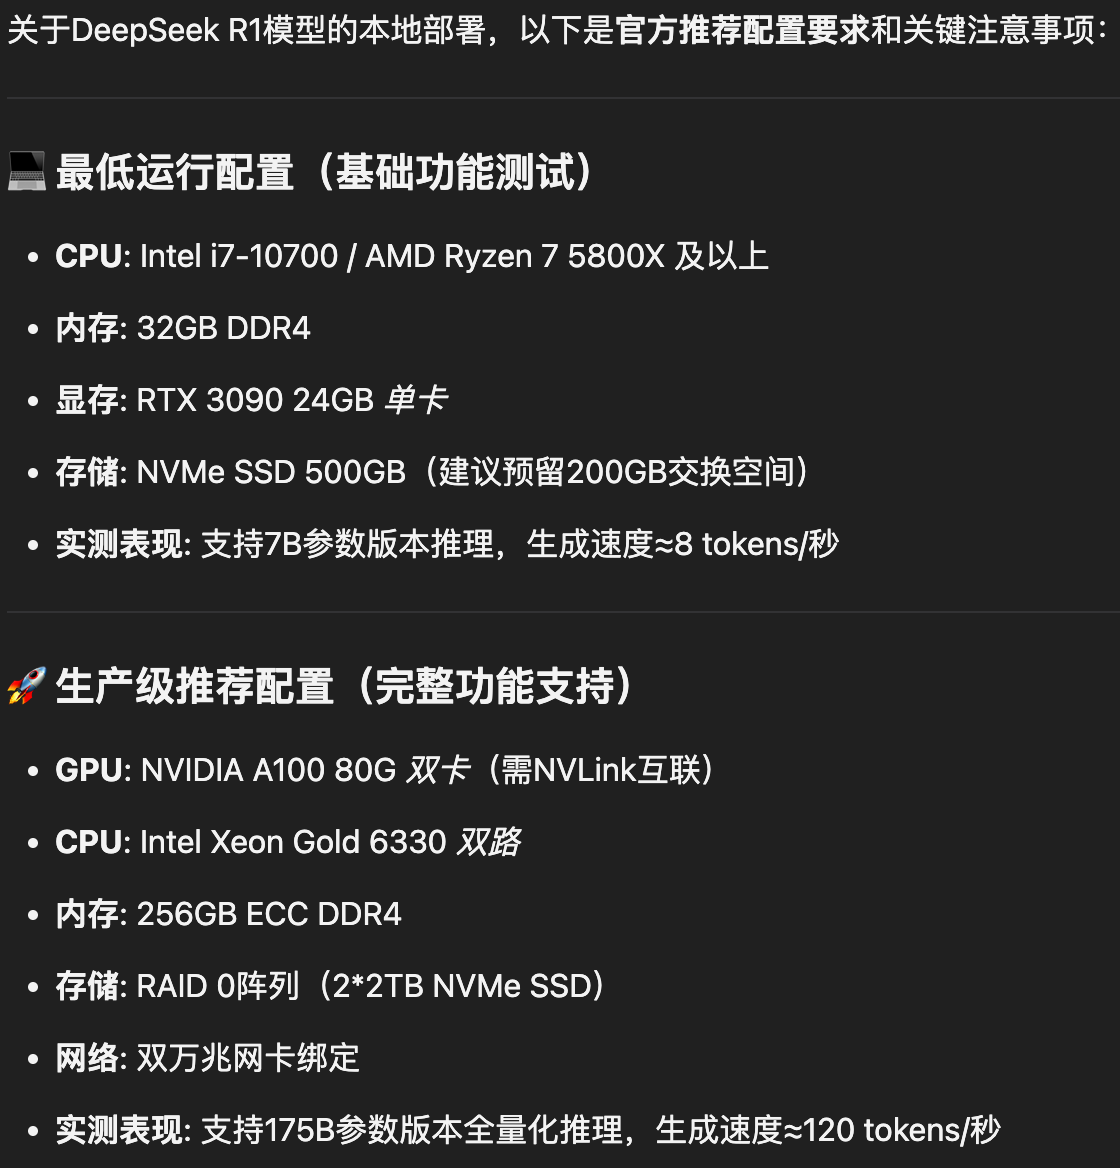 关于DeepSeek R1模型的本地部署，以下是官方推荐配置要求和关键注意事项：
💻 最低运行配置（基础功能测试）
• CPU: Intel i7-10700 / AMD Ryzen 7 5800X 及以上
• 内存: 32GB DDR4
• 显存: RTX 3090 24GB 单卡
• 存储: NVMe SSD 500GB（建议预留200GB交换空间）
• 实测表现: 支持7B参数版本推理，生成速度≈8 tokens/秒
🚀 生产级推荐配置（完整功能支持）
• GPU: NVIDIA A100 80G 双卡（需NVLink互联）
• CPU: Intel Xeon Gold 6330 双路
• 内存: 256GB ECC DDR4
• 存储: RAID 0阵列（2*2TB NVMe SSD）
• 网络: 双万兆网卡绑定
• 实测表现: 支持175B参数版本全量化推理，生成速度≈120 tokens/秒